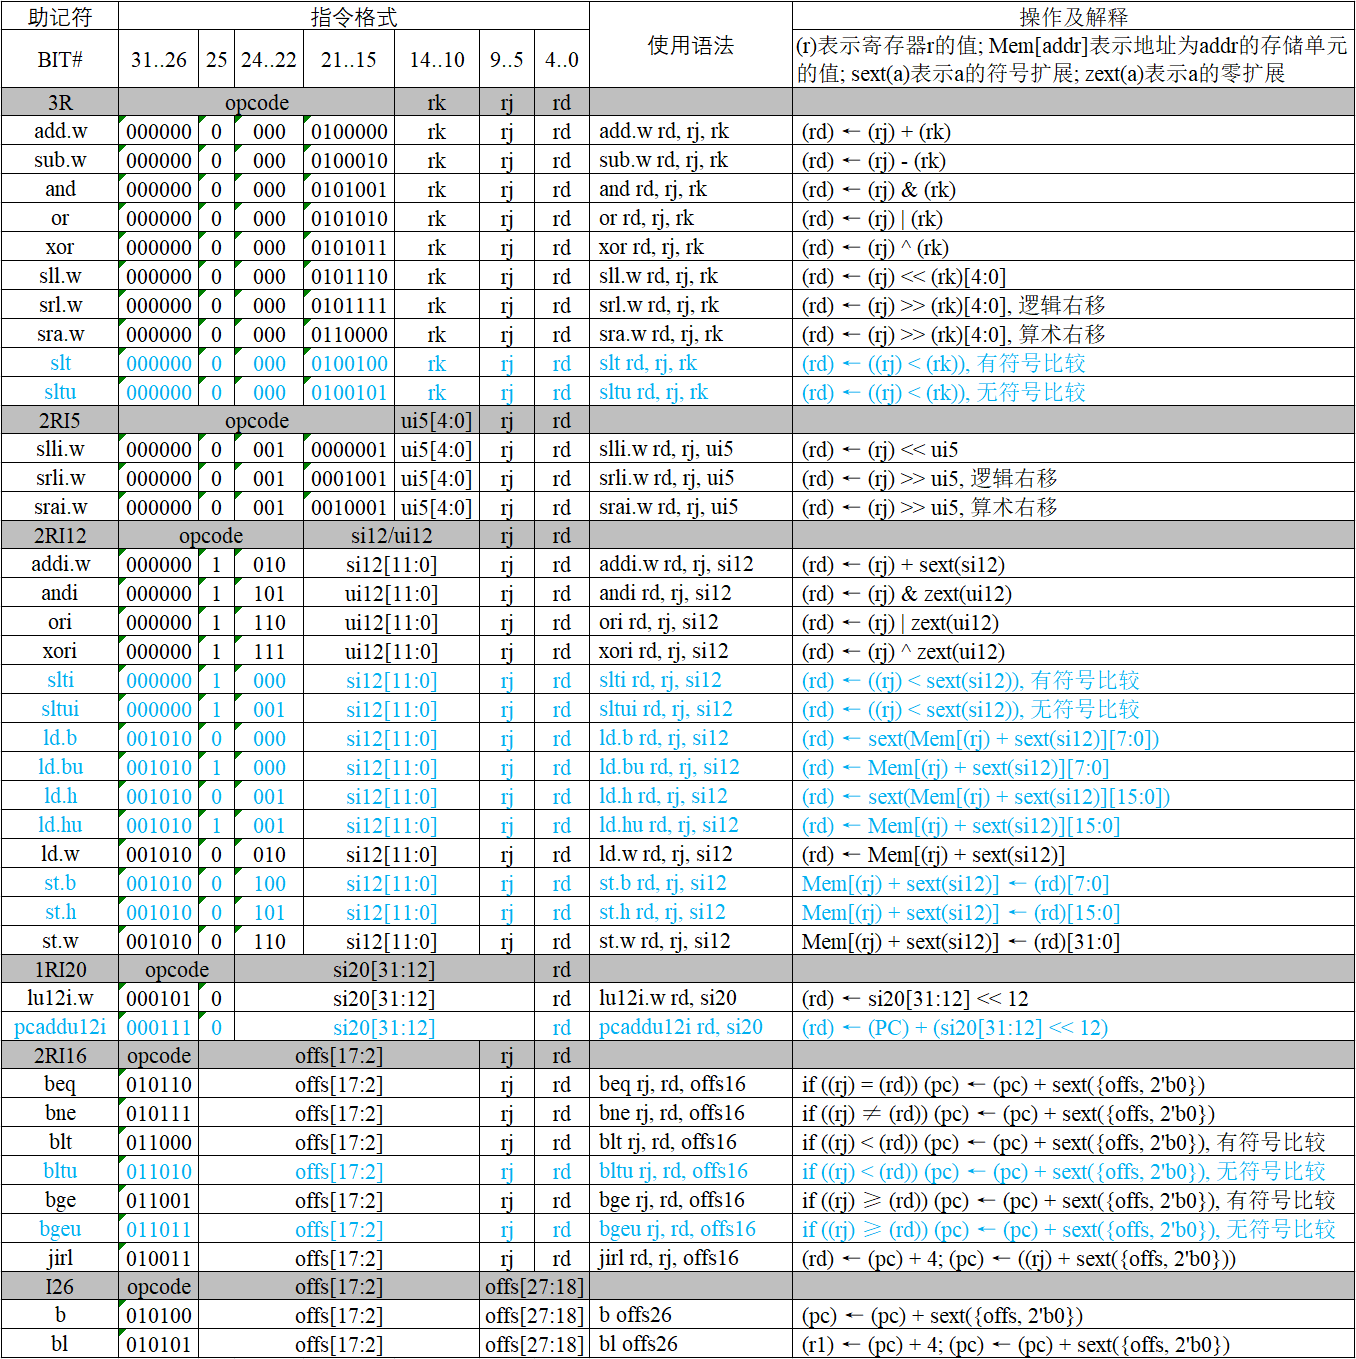 助记符 指令格式 使用语法 操作及解释
BIT# 31..26 25 24..22 21..15 14..10 9..5 4..0 (r)表示寄存器r的值; Mem[addr]表示地址为addr的存储单元
的值; sext(a)表示a的符号扩展; zext(a)表示a的零扩展
3R opcode rk rj rd
add.w 000000 0 000 0100000 rk rj rd add.w rd, rj, rk (rd) ← (rj) + (rk)
sub.w 000000 0 000 0100010 rk rj rd sub.w rd, rj, rk (rd) ← (rj) - (rk)
and 000000 0 000 0101001 rk rj rd and rd, rj, rk (rd) ← (rj) & (rk)
or 000000 0 000 0101010 rk rj rd or rd, rj, rk (rd) ← (rj) | (rk)
xor 000000 0 000 0101011 rk rj rd xor rd, rj, rk (rd) ← (rj) ^ (rk)
sll.w 000000 0 000 0101110 rk rj rd sll.w rd, rj, rk (rd) ← (rj) << (rk)[4:0]
srl.w 000000 0 000 0101111 rk rj rd srl.w rd, rj, rk (rd) ← (rj) >> (rk)[4:0], 逻辑右移
sra.w 000000 0 000 0110000 rk rj rd sra.w rd, rj, rk (rd) ← (rj) >> (rk)[4:0], 算术右移
slt 000000 0 000 0100100 rk rj rd slt rd, rj, rk (rd) ← ((rj) < (rk)), 有符号比较
sltu 000000 0 000 0100101 rk rj rd sltu rd, rj, rk (rd) ← ((rj) < (rk)), 无符号比较
2RI5 opcode ui5[4:0] rj rd
slli.w 000000 0 001 0000001 ui5[4:0] rj rd slli.w rd, rj, ui5 (rd) ← (rj) << ui5
srli.w 000000 0 001 0001001 ui5[4:0] rj rd srli.w rd, rj, ui5 (rd) ← (rj) >> ui5, 逻辑右移
srai.w 000000 0 001 0010001 ui5[4:0] rj rd srai.w rd, rj, ui5 (rd) ← (rj) >> ui5, 算术右移
2RI12 opcode si12/ui12 rj rd
addi.w 000000 1 010 si12[11:0] rj rd addi.w rd, rj, si12 (rd) ← (rj) + sext(si12)
andi 000000 1 101 ui12[11:0] rj rd andi rd, rj, si12 (rd) ← (rj) & zext(ui12)
ori 000000 1 110 ui12[11:0] rj rd ori rd, rj, si12 (rd) ← (rj) | zext(ui12)
xori 000000 1 111 ui12[11:0] rj rd xori rd, rj, si12 (rd) ← (rj) ^ zext(ui12)
slti 000000 1 000 si12[11:0] rj rd slti rd, rj, si12 (rd) ← ((rj) < sext(si12)), 有符号比较
sltui 000000 1 001 si12[11:0] rj rd sltui rd, rj, si12 (rd) ← ((rj) < sext(si12)), 无符号比较
ld.b 001010 0 000 si12[11:0] rj rd ld.b rd, rj, si12 (rd) ← sext(Mem[(rj) + sext(si12)][7:0])
ld.bu 001010 1 000 si12[11:0] rj rd ld.bu rd, rj, si12 (rd) ← Mem[(rj) + sext(si12)][7:0]
ld.h 001010 0 001 si12[11:0] rj rd ld.h rd, rj, si12 (rd) ← sext(Mem[(rj) + sext(si12)][15:0])
ld.hu 001010 1 001 si12[11:0] rj rd ld.hu rd, rj, si12 (rd) ← Mem[(rj) + sext(si12)][15:0]
ld.w 001010 0 010 si12[11:0] rj rd ld.w rd, rj, si12 (rd) ← Mem[(rj) + sext(si12)]
st.b 001010 0 100 si12[11:0] rj rd st.b rd, rj, si12 Mem[(rj) + sext(si12)] ← (rd)[7:0]
st.h 001010 0 101 si12[11:0] rj rd st.h rd, rj, si12 Mem[(rj) + sext(si12)] ← (rd)[15:0]
st.w 001010 0 110 si12[11:0] rj rd st.w rd, rj, si12 Mem[(rj) + sext(si12)] ← (rd)[31:0]
1RI20 opcode si20[31:12] rd
lu12i.w 000101 0 si20[31:12] rd lu12i.w rd, si20 (rd) ← si20[31:12] << 12
pcaddu12i 000111 0 si20[31:12] rd pcaddu12i rd, si20 (rd) ← (PC) + (si20[31:12] << 12)
2RI16 opcode offs[17:2] rj rd
beq 010110 offs[17:2] rj rd beq rj, rd, offs16 if ((rj) = (rd)) (pc) ← (pc) + sext({offs, 2'b0})
bne 010111 offs[17:2] rj rd bne rj, rd, offs16 if ((rj) ≠ (rd)) (pc) ← (pc) + sext({offs, 2'b0})
blt 011000 offs[17:2] rj rd blt rj, rd, offs16 if ((rj) < (rd)) (pc) ← (pc) + sext({offs, 2'b0}), 有符号比较
bltu 011010 offs[17:2] rj rd bltu rj, rd, offs16 if ((rj) < (rd)) (pc) ← (pc) + sext({offs, 2'b0}), 无符号比较
bge 011001 offs[17:2] rj rd bge rj, rd, offs16 if ((rj) ≥ (rd)) (pc) ← (pc) + sext({offs, 2'b0}), 有符号比较
bgeu 011011 offs[17:2] rj rd bgeu rj, rd, offs16 if ((rj) ≥ (rd)) (pc) ← (pc) + sext({offs, 2'b0}), 无符号比较
jirl 010011 offs[17:2] rj rd jirl rd, rj, offs16 (rd) ← (pc) + 4; (pc) ← ((rj) + sext({offs, 2'b0}))
I26 opcode offs[17:2] offs[27:18]
b 010100 offs[17:2] offs[27:18] b offs26 (pc) ← (pc) + sext({offs, 2'b0})
bl 010101 offs[17:2] offs[27:18] bl offs26 (r1) ← (pc) + 4; (pc) ← (pc) + sext({offs, 2'b0})